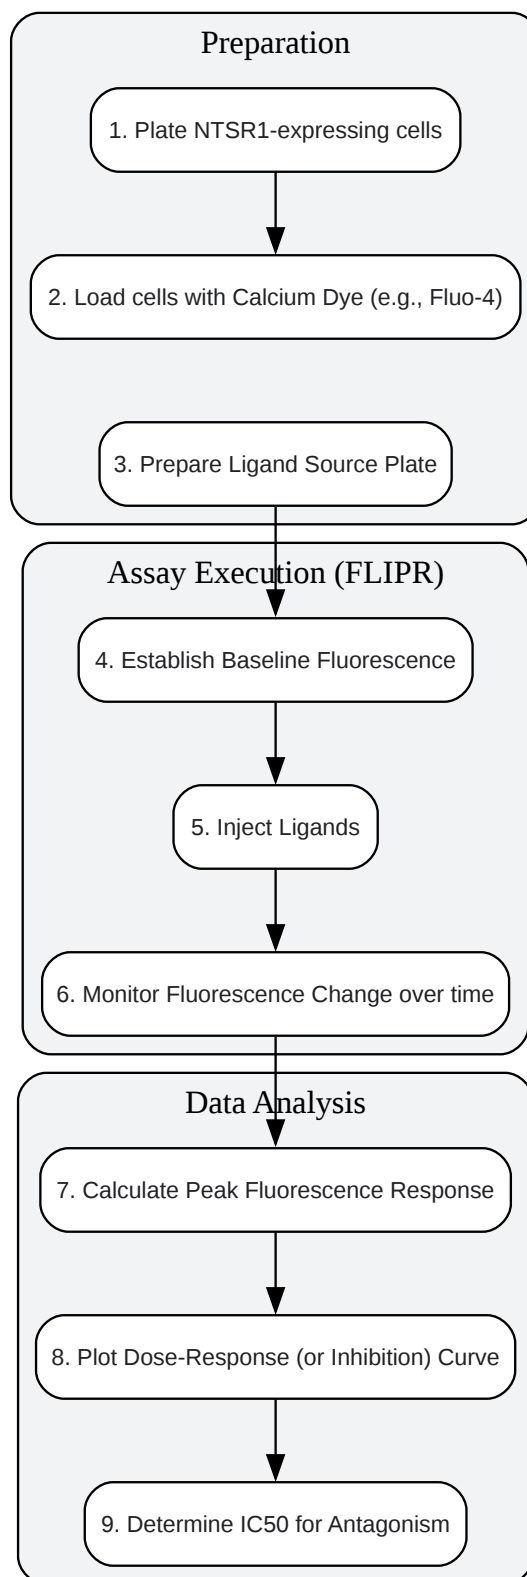 Preparation
1. Plate NTSR1-expressing cells
2. Load cells with Calcium Dye (e.g., Fluo-4)
3. Prepare Ligand Source Plate
Assay Execution (FLIPR)
4. Establish Baseline Fluorescence
5. Inject Ligands
6. Monitor Fluorescence Change over time
Data Analysis
7. Calculate Peak Fluorescence Response
8. Plot Dose-Response (or Inhibition) Curve
9. Determine IC50 for Antagonism